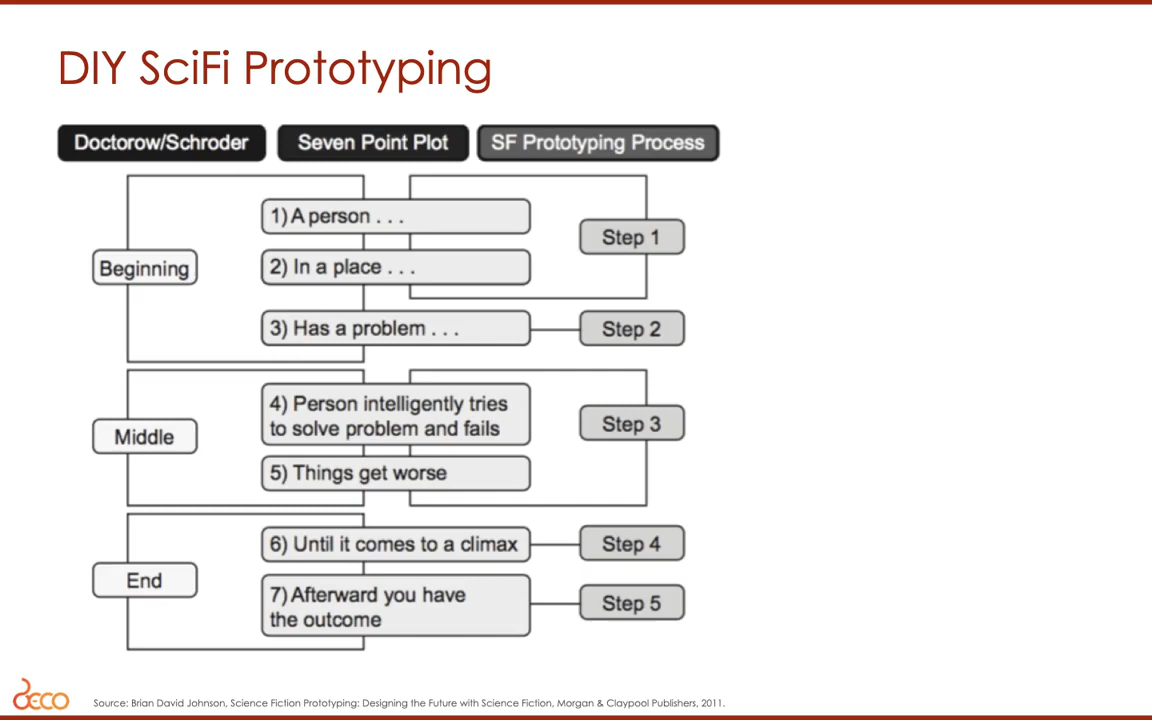 DIY SciFi Prototyping
Doctorow/Schroder
Seven Point Plot
SF Prototyping Process
Beginning
1) A person . . .
2) In a place . . .
Step 1
3) Has a problem . . .
Step 2
Middle
4) Person intelligently tries
to solve problem and fails
5) Things get worse
Step 3
End
6) Until it comes to a climax
Step 4
7) Afterward you have
the outcome
Step 5
DECO
Source: Brian David Johnson, Science Fiction Prototyping: Designing the Future with Science Fiction, Morgan & Claypool Publishers, 2011.